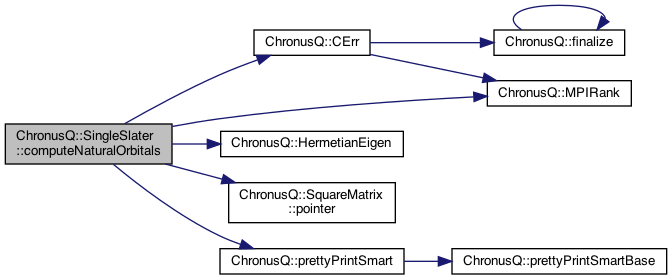 ChronusQ::CErr
ChronusQ::finalize
ChronusQ::MPIRank
ChronusQ::SingleSlater
::computeNaturalOrbitals
ChronusQ::HermetianEigen
ChronusQ::SquareMatrix
::pointer
ChronusQ::prettyPrintSmart
ChronusQ::prettyPrintSmartBase